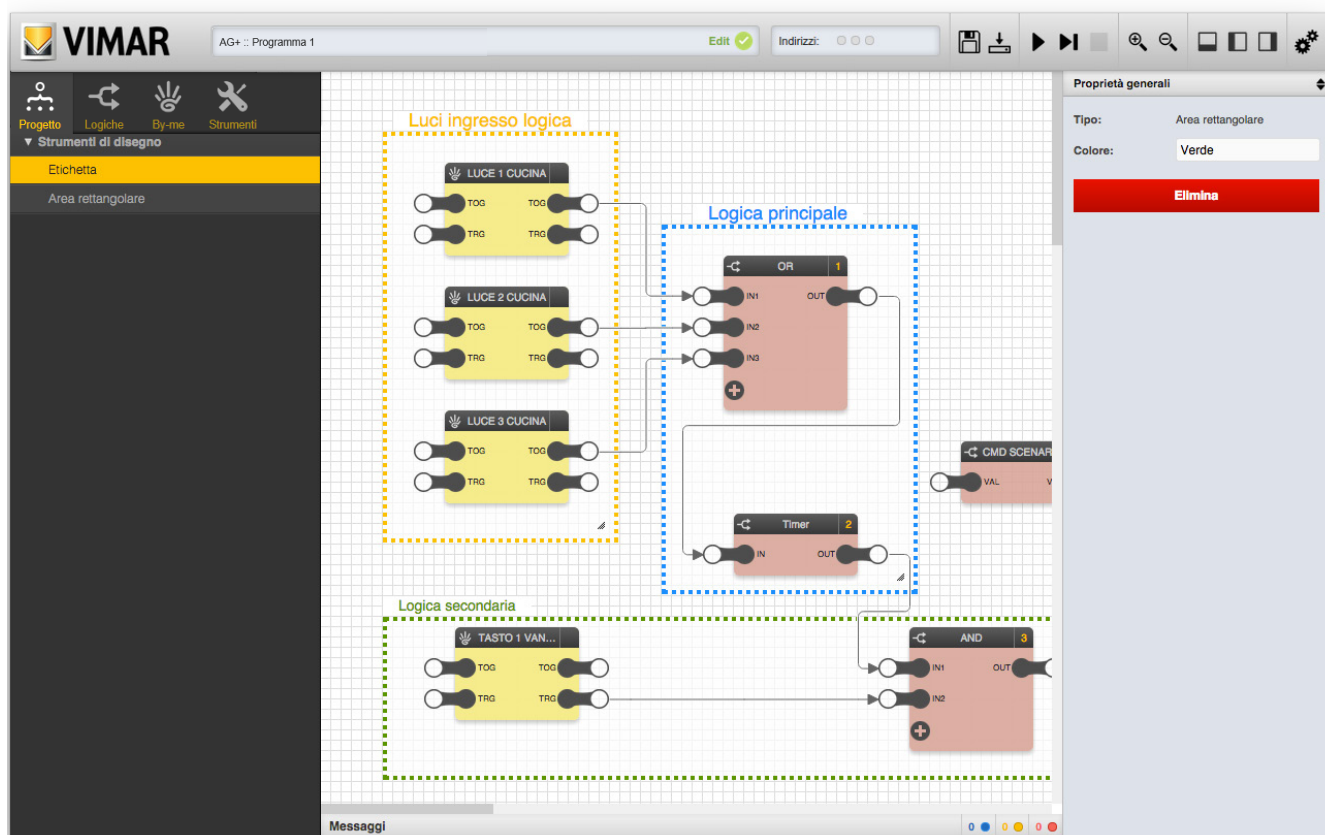 VIMAR
AG+ :: Programma 1
Edit
Indirizzi:
Progetto
Logiche
By-me
Strumenti
▼ Strumenti di disegno
Etichetta
Area rettangolare
Luci ingresso logica
LUCE 1 CUCINA
TOG TOG
TRG TRG
LUCE 2 CUCINA
TOG TOG
TRG TRG
LUCE 3 CUCINA
TOG TOG
TRG TRG
Logica principale
OR 1
IN1 OUT
IN2
IN3
Timer 2
IN OUT
CMD SCENAR
VAL V
Logica secondaria
TASTO 1 VAN...
TOG TOG
TRG TRG
AND 3
IN1 OUT
IN2
Proprietà generali
Tipo: Area rettangolare
Colore: Verde
Elimina
Messaggi
0 0 0